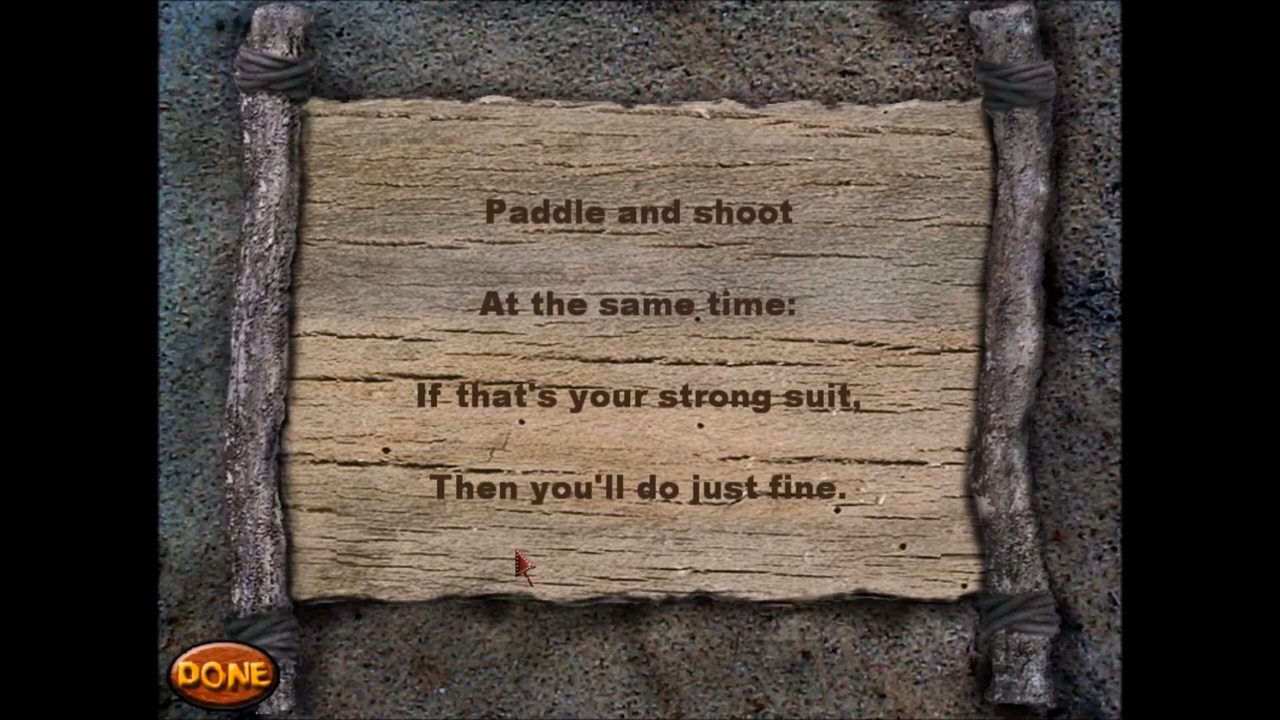 Paddle and shoot
At the same time:
If that's your strong suit,
Then you'll do just fine.
DONE